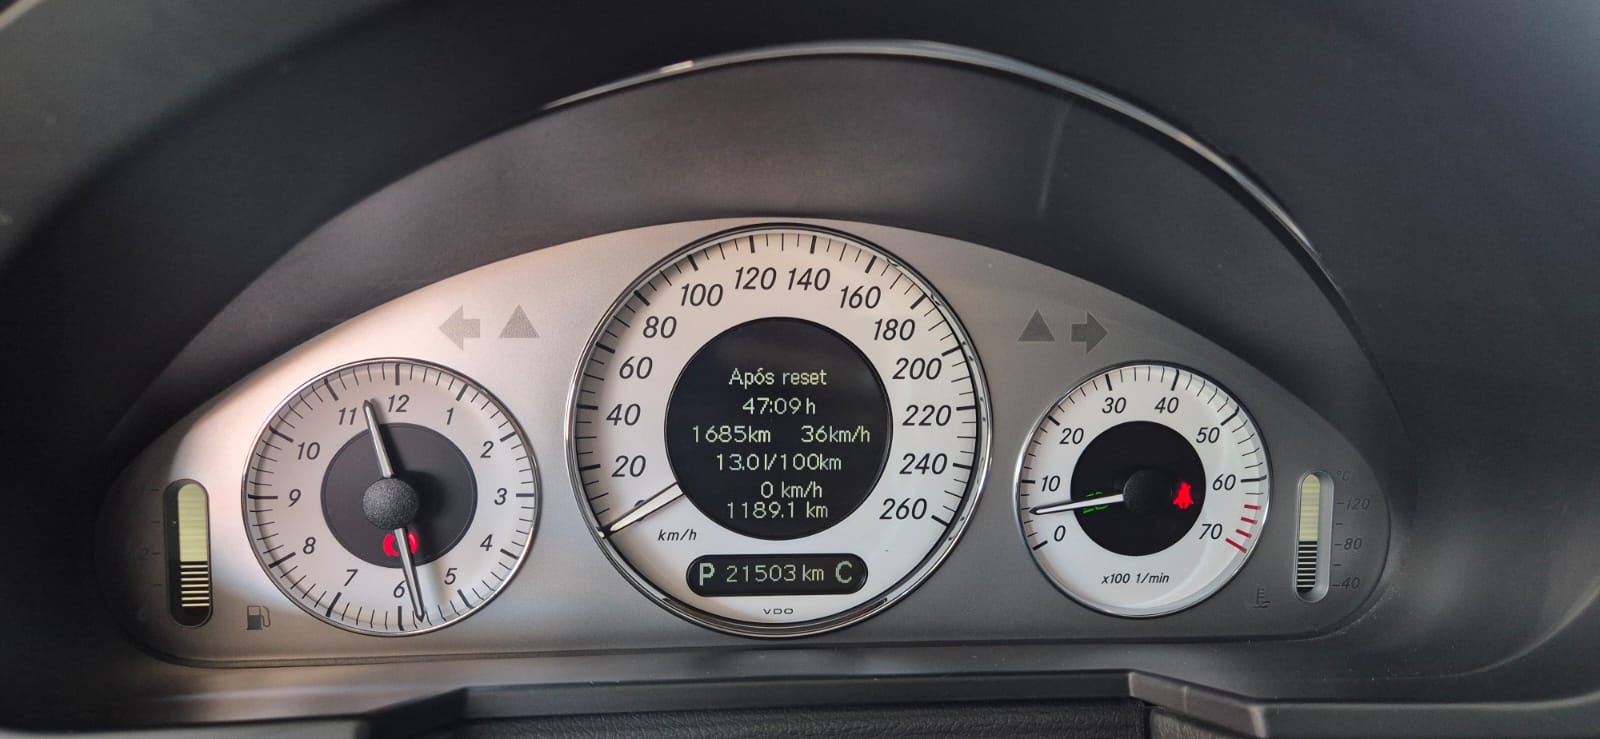 11 12 1
10 2
9 3
8 4
7 6 5
120 140
100 160
80 180
60 200
40 220
20 240
0 260
km/h
Após reset
47:09 h
1685km 36km/h
13.0l/100km
0 km/h
1189.1 km
P 21503 km C
VDO
30 40
20 50
10 60
0 70
x100 1/min
°C
120
80
40